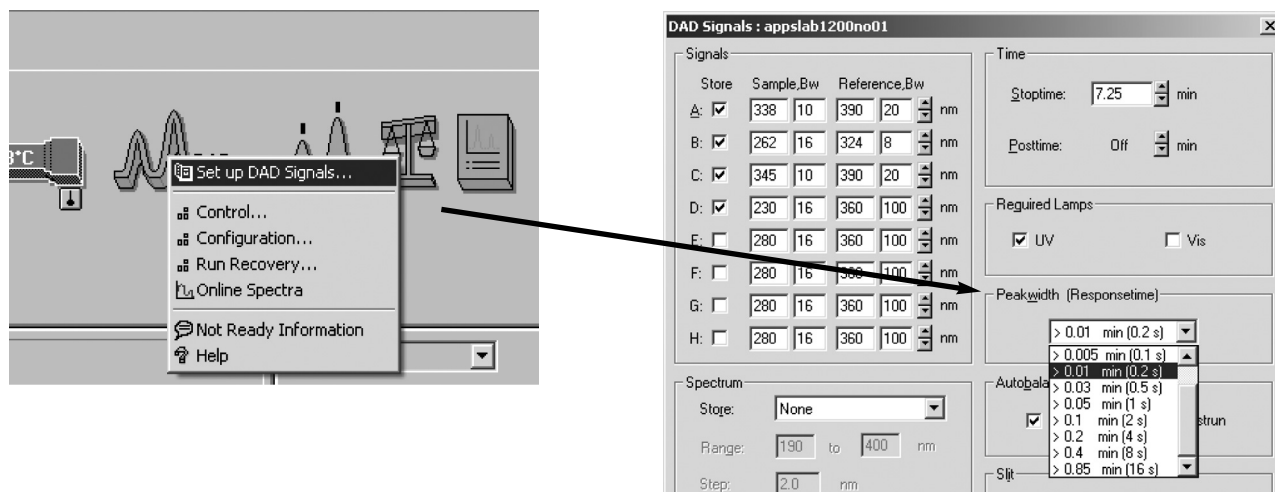 3°C
Set up DAD Signals...
Control...
Configuration...
Run Recovery...
Online Spectra
Not Ready Information
Help
DAD Signals : appslab1200no01
Signals
Store Sample,Bw Reference,Bw
A: 338 10 390 20 nm
B: 262 16 324 8 nm
C: 345 10 390 20 nm
D: 230 16 360 100 nm
E: 280 16 360 100 nm
F: 280 16 360 100 nm
G: 280 16 360 100 nm
H: 280 16 360 100 nm
Spectrum
Store: None
Range: 190 to 400 nm
Step: 2.0 nm
Time
Stoptime: 7.25 min
Posttime: Off min
Required Lamps
UV Vis
Peakwidth (Responsetime)
> 0.01 min (0.2 s)
> 0.005 min (0.1 s)
> 0.01 min (0.2 s)
> 0.03 min (0.5 s)
> 0.05 min (1 s)
> 0.1 min (2 s)
> 0.2 min (4 s)
> 0.4 min (8 s)
> 0.85 min (16 s)
Autobala
strun
Slit